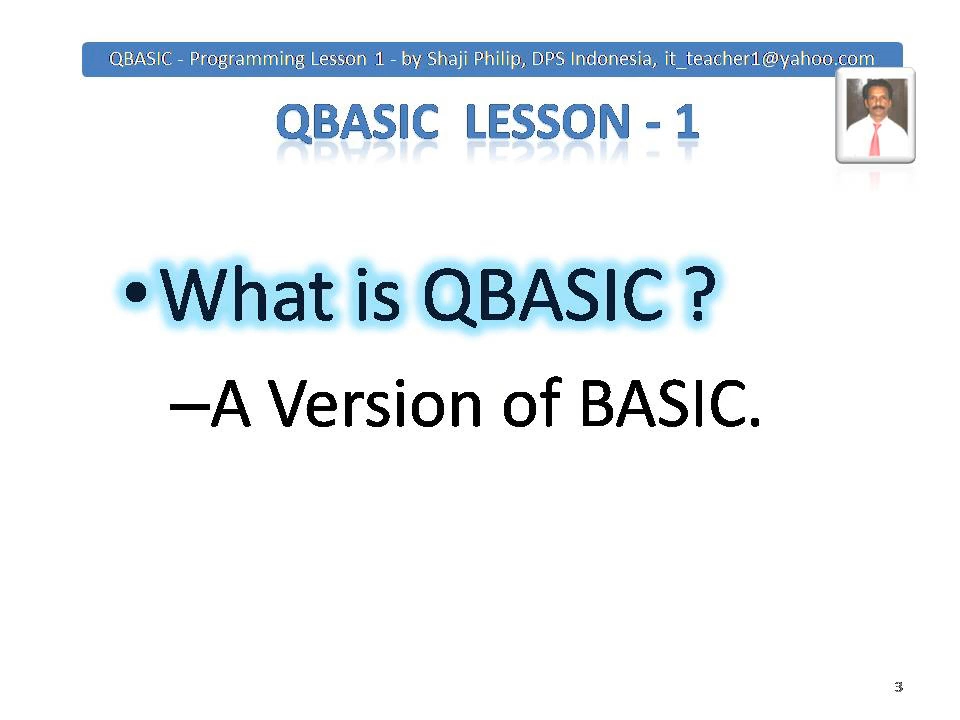 QBASIC - Programming Lesson 1 - by Shaji Philip, DPS Indonesia, it_teacher1@yahoo.com
QBASIC LESSON - 1
•What is QBASIC ?
–A Version of BASIC.
3